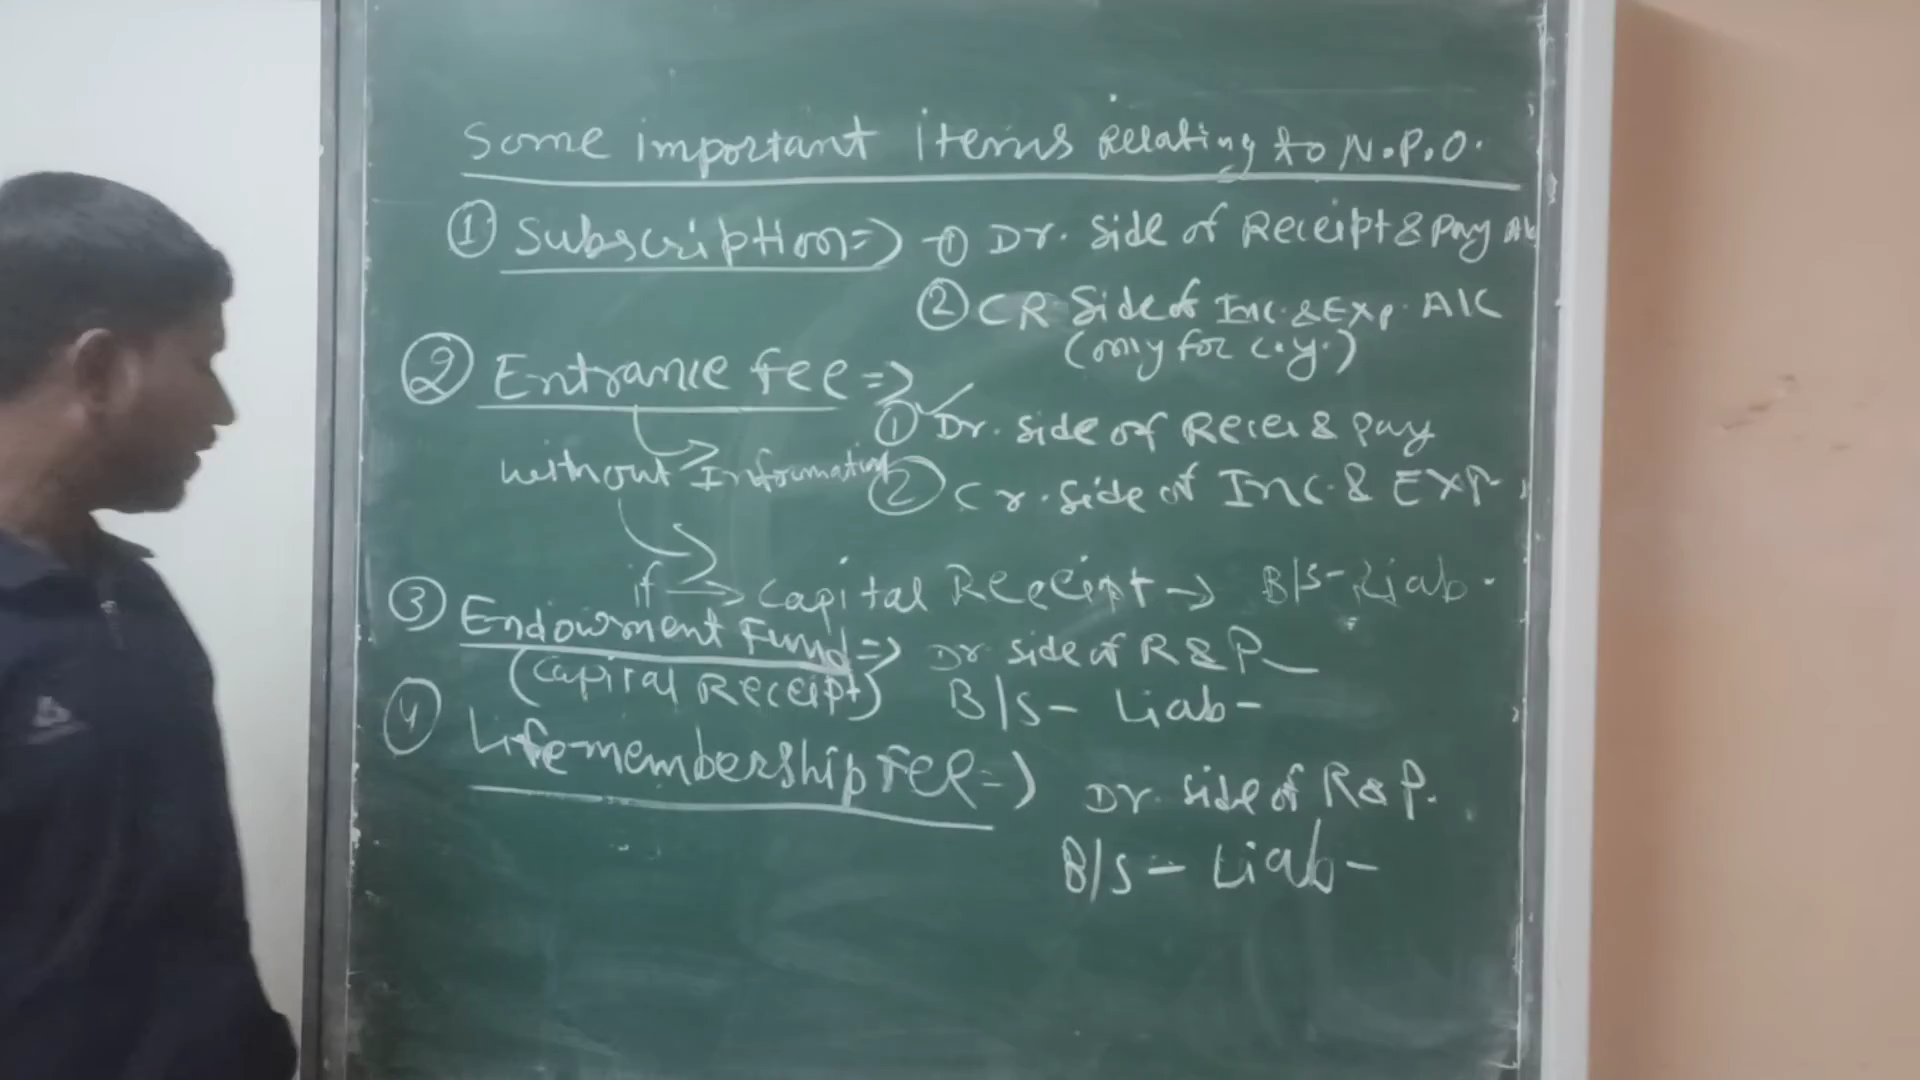 Some important items Relating to N.P.O.
① Subscription => ① Dr. Side of Receipt & Pay A/c
② CR Side of Inc. & Exp. A/C
(only for c.y.)
② Entrance fee =>
① Dr. side of Recei & pay
without Information
② Cr. side of Inc. & EXP.
if → Capital Receipt → B/S - Liab -
③ Endowment Fund => Dr side of R & P
(Capital Receipt) B/S - Liab -
④ Life membership Fee => Dr. side of R & P.
B/S - Liab -